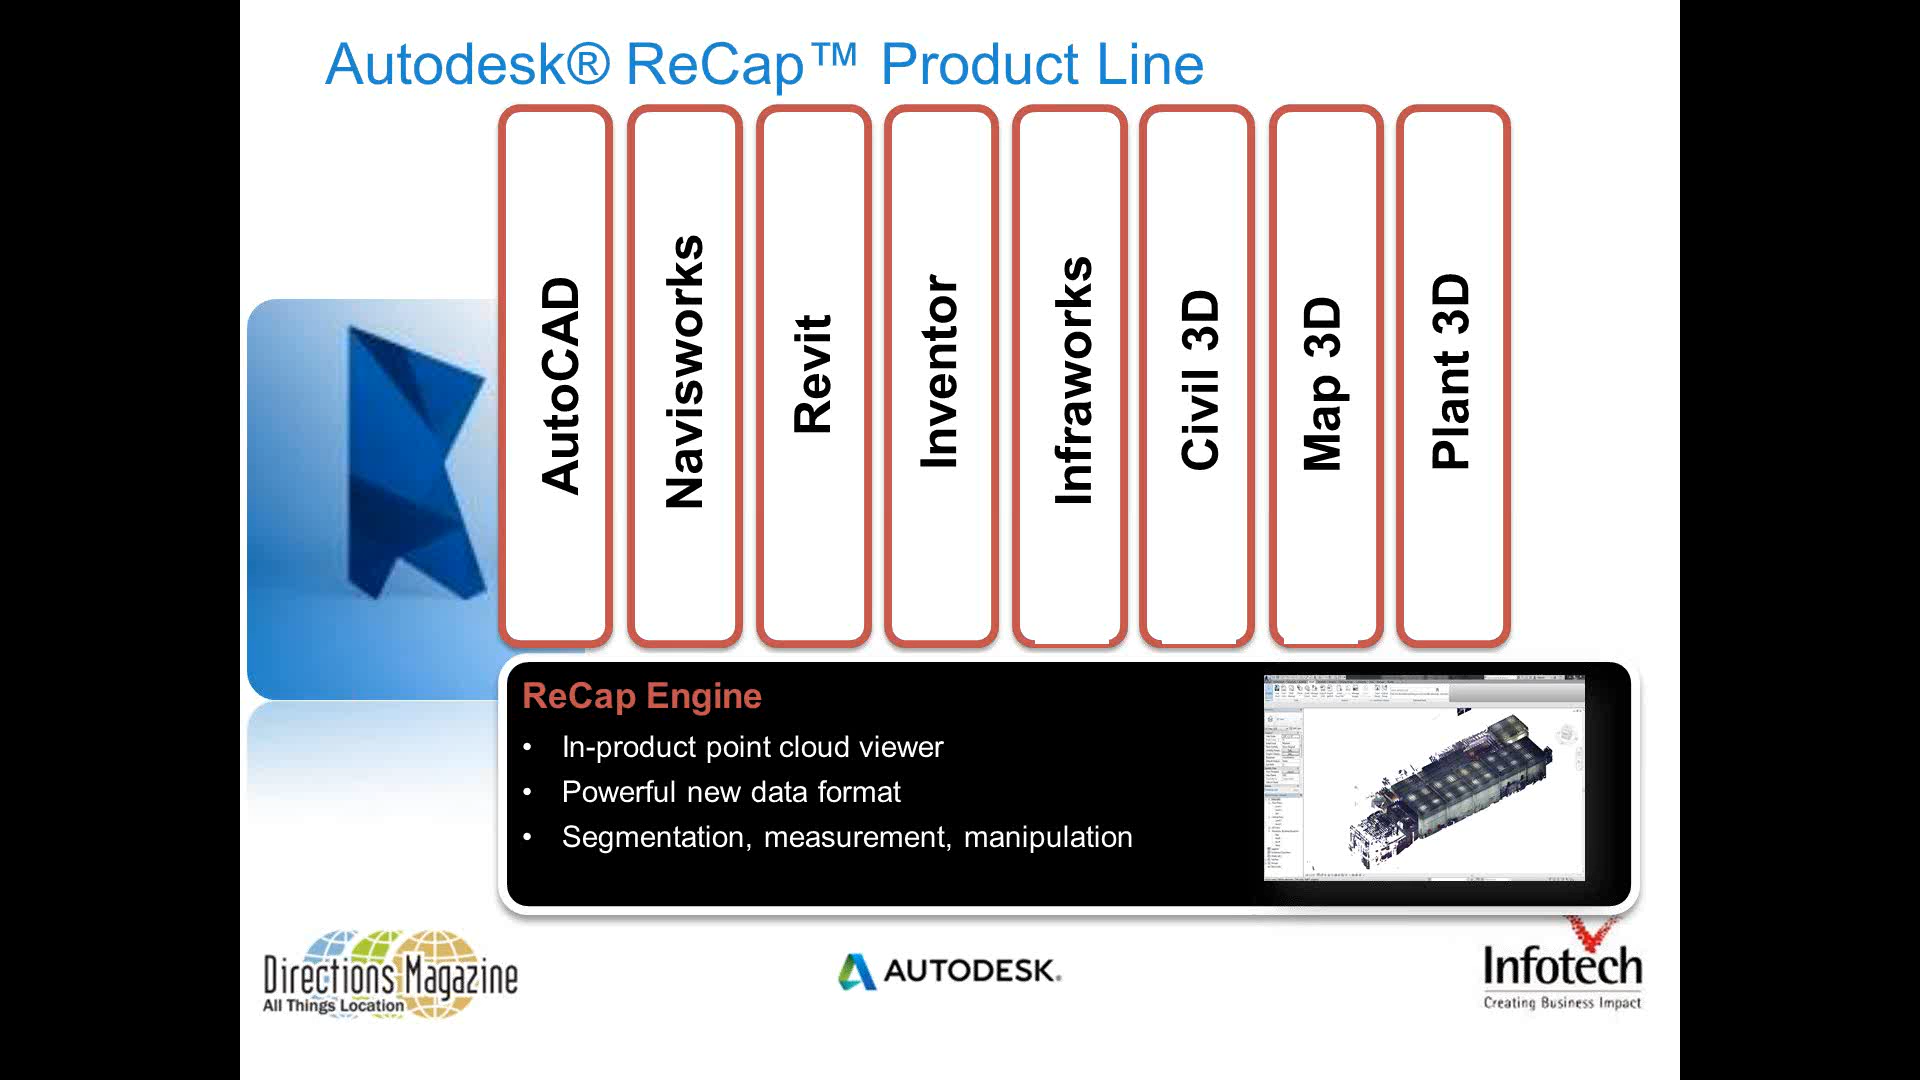 Autodesk® ReCap™ Product Line
AutoCAD
Navisworks
Revit
Inventor
Infraworks
Civil 3D
Map 3D
Plant 3D
ReCap Engine
• In-product point cloud viewer
• Powerful new data format
• Segmentation, measurement, manipulation
Directions Magazine
All Things Location
AUTODESK.
Infotech
Creating Business Impact